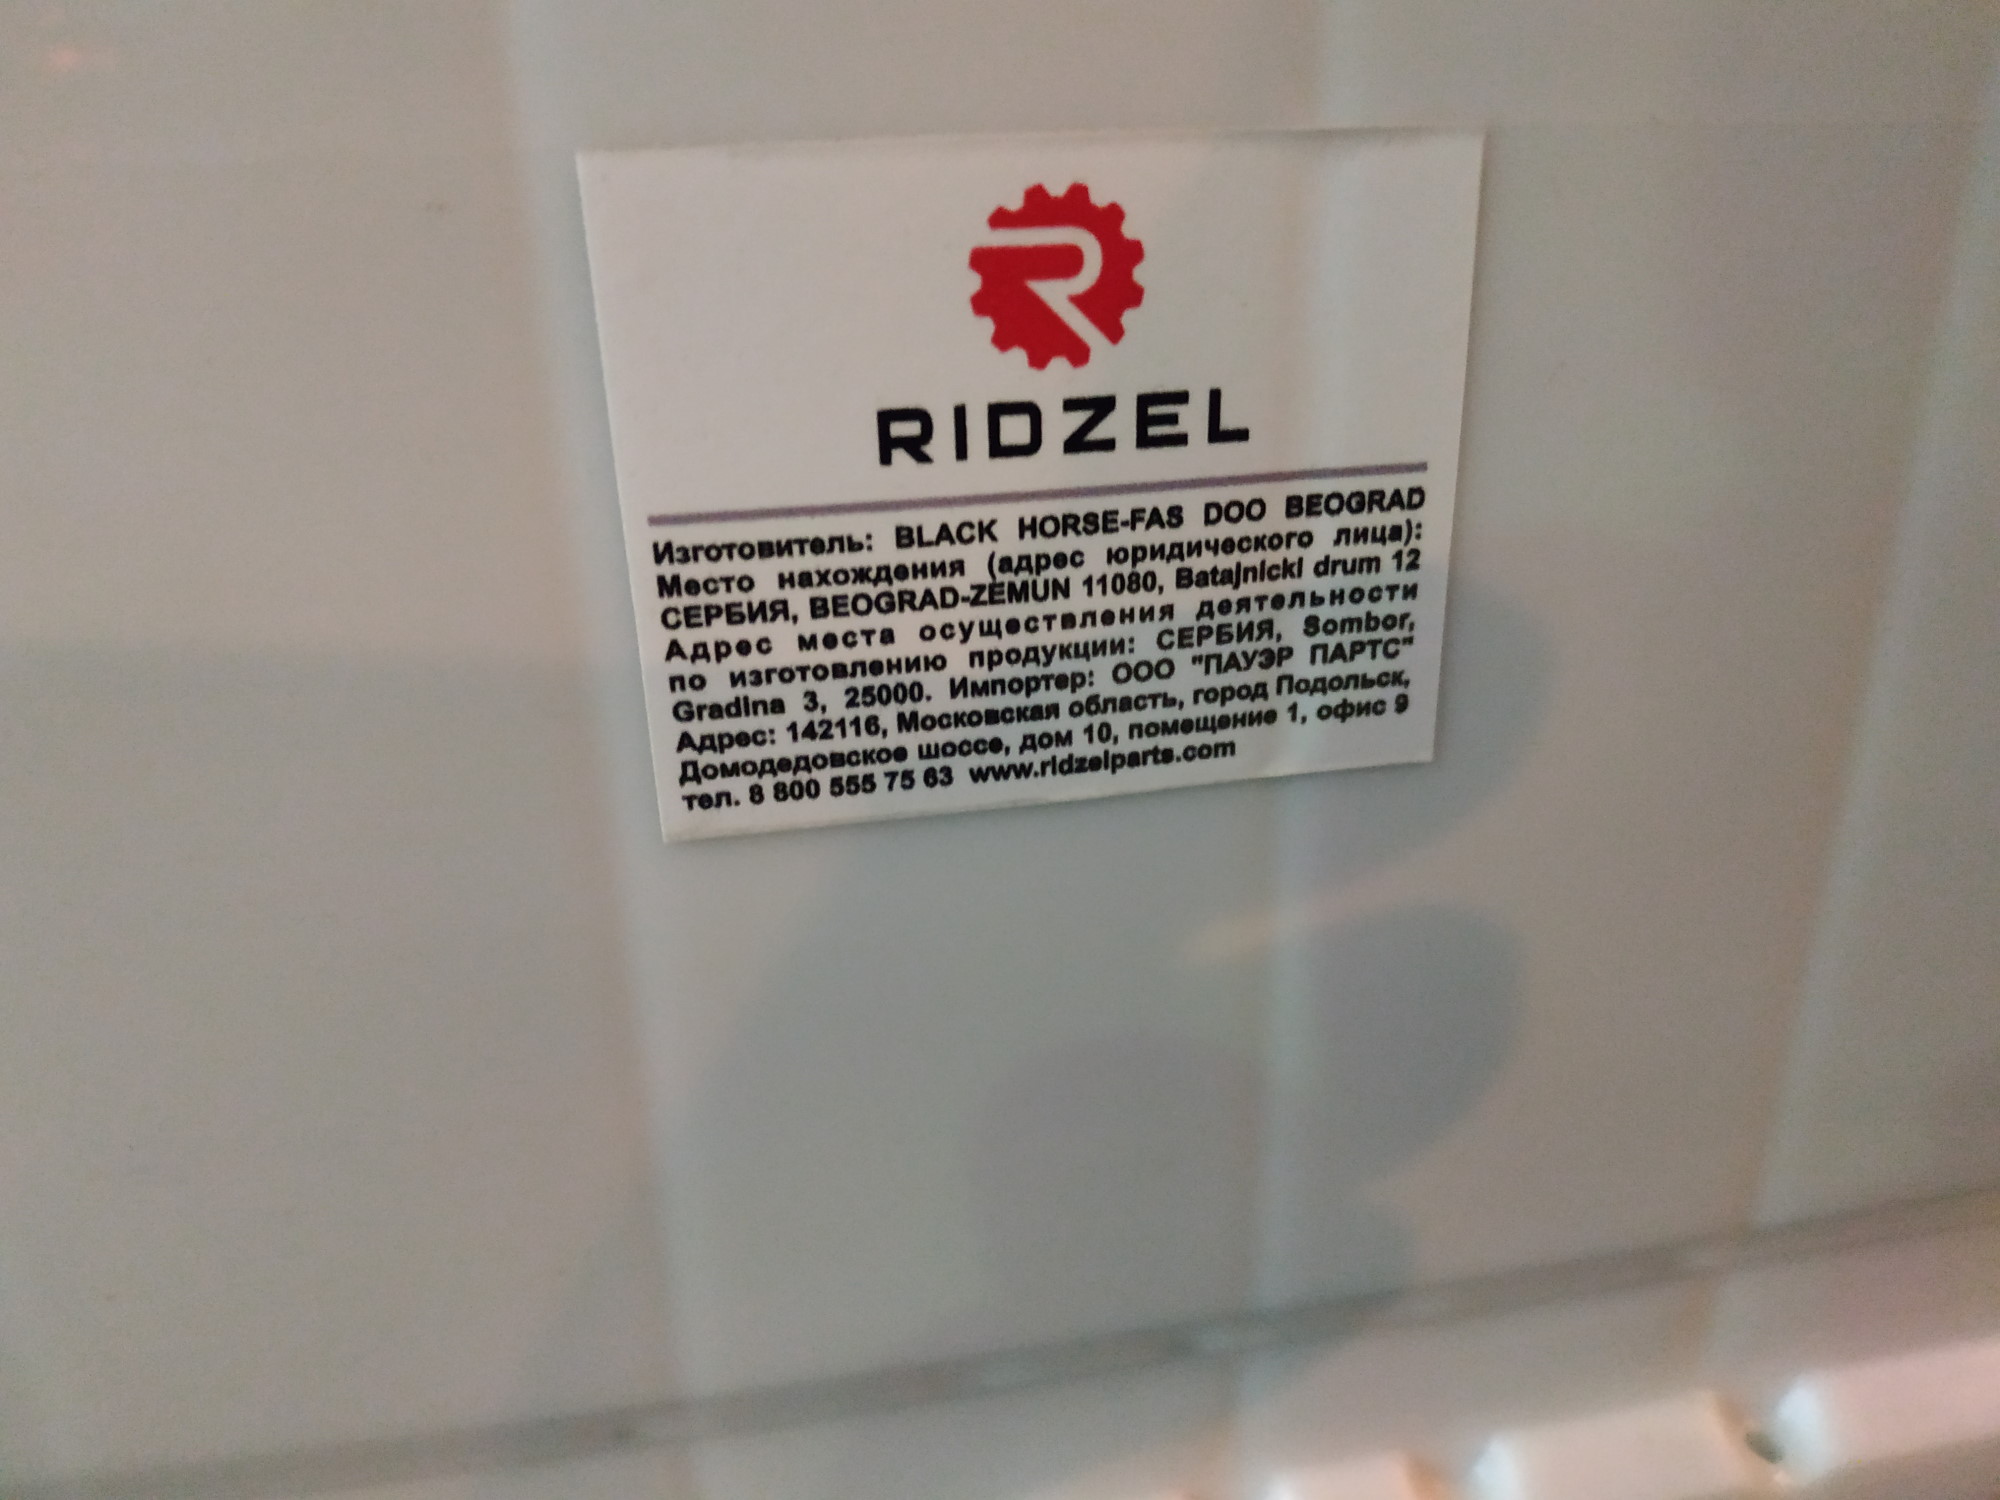 RIDZEL
Изготовитель: BLACK HORSE-FAS DOO BEOGRAD
Место нахождения (адрес юридического лица):
СЕРБИЯ, BEOGRAD-ZEMUN 11080, Batajnicki drum 12
Адрес места осуществления деятельности
по изготовлению продукции: СЕРБИЯ, Sombor,
Gradina 3, 25000. Импортер: ООО "ПАУЭР ПАРТС"
Адрес: 142116, Московская область, город Подольск,
Домодедовское шоссе, дом 10, помещение 1, офис 9
тел. 8 800 555 75 63 www.ridzelparts.com